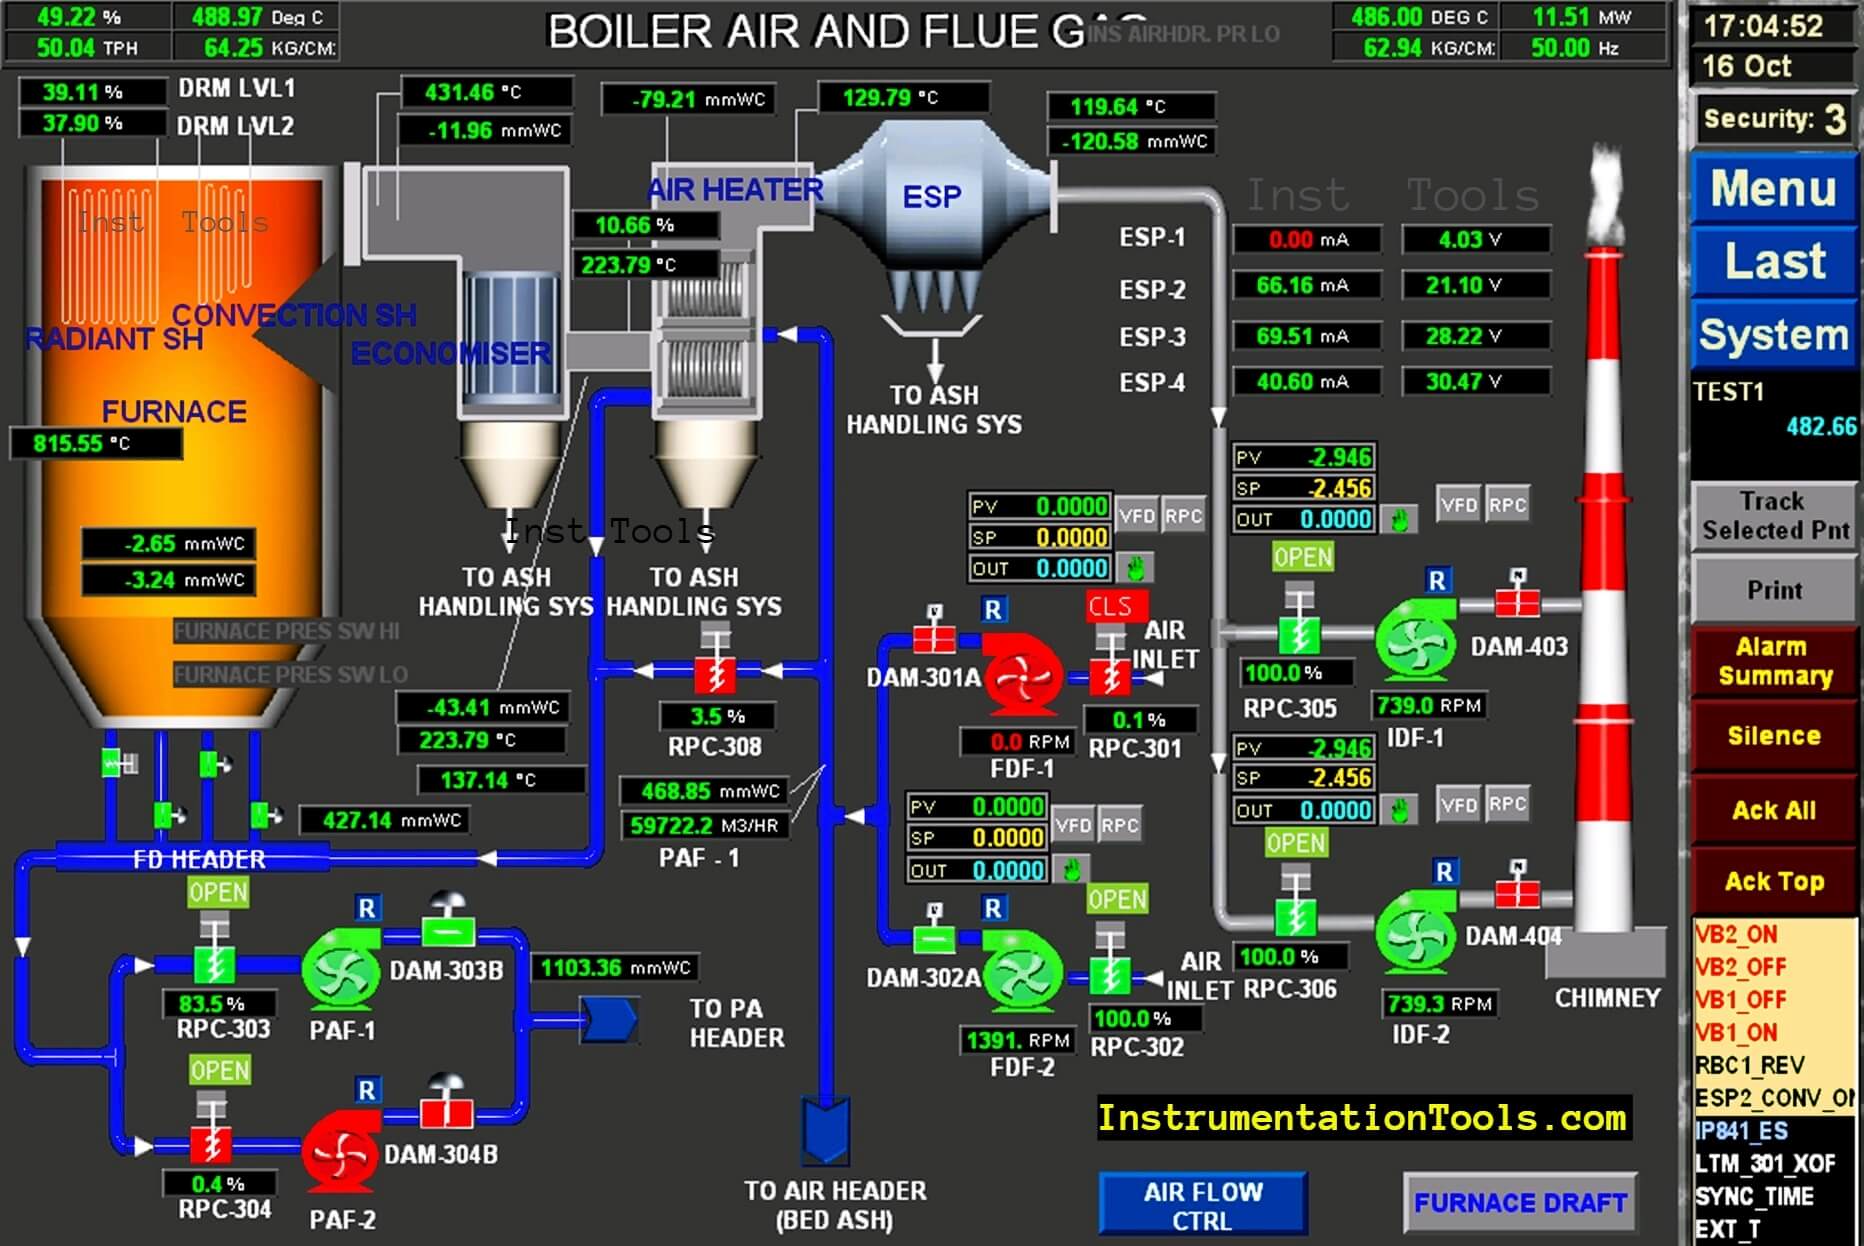 49.22 %
488.97 Deg C
50.04 TPH
64.25 KG/CM:
BOILER AIR AND FLUE
INS AIRHDR. PR LO
486.00 DEG C
11.51 MW
62.94 KG/CM:
50.00 Hz
17:04:52
16 Oct
Security: 3
Menu
Last
System
TEST1
482.66
Track
Selected Pnt
Print
Alarm
Summary
Silence
Ack All
Ack Top
VB2_ON
VB2_OFF
VB1_OFF
VB1_ON
RBC1_REV
ESP2_CONV_ON
IP841_ES
LTM_301_XOF
SYNC_TIME
EXT_T
39.11 %
DRM LVL1
37.90 %
DRM LVL2
431.46 °C
-11.96 mmWC
-79.21 mmWC
129.79 °C
119.64 °C
-120.58 mmWC
Inst Tools
AIR HEATER
ESP
Inst Tools
10.66 %
223.79 °C
CONVECTION SH
RADIANT SH
ECONOMISER
FURNACE
815.55 °C
-2.65 mmWC
-3.24 mmWC
FURNACE PRES SW HI
FURNACE PRES SW LO
ESP-1
0.00 mA
4.03 V
ESP-2
66.16 mA
21.10 V
ESP-3
69.51 mA
28.22 V
ESP-4
40.60 mA
30.47 V
TO ASH
HANDLING SYS
Inst Tools
TO ASH
HANDLING SYS
TO ASH
HANDLING SYS
PV 0.0000
SP 0.0000
OUT 0.0000
VFD RPC
PV -2.946
SP -2.456
OUT 0.0000
VFD RPC
OPEN
R
N
DAM-403
100.0 %
RPC-305
739.0 RPM
IDF-1
V
R
CLS
AIR
INLET
DAM-301A
0.1 %
RPC-301
0.0 RPM
FDF-1
-43.41 mmWC
223.79 °C
137.14 °C
3.5 %
RPC-308
468.85 mmWC
59722.2 M3/HR
PAF - 1
427.14 mmWC
FD HEADER
PV 0.0000
SP 0.0000
OUT 0.0000
VFD RPC
PV -2.946
SP -2.456
OUT 0.0000
VFD RPC
OPEN
R
N
DAM-404
100.0 %
RPC-306
739.3 RPM
IDF-2
CHIMNEY
V
R
OPEN
DAM-302A
AIR
INLET
100.0 %
RPC-302
1391. RPM
FDF-2
OPEN
R
DAM-303B
83.5 %
RPC-303
PAF-1
1103.36 mmWC
TO PA
HEADER
OPEN
R
DAM-304B
0.4 %
RPC-304
PAF-2
TO AIR HEADER
(BED ASH)
InstrumentationTools.com
AIR FLOW
CTRL
FURNACE DRAFT